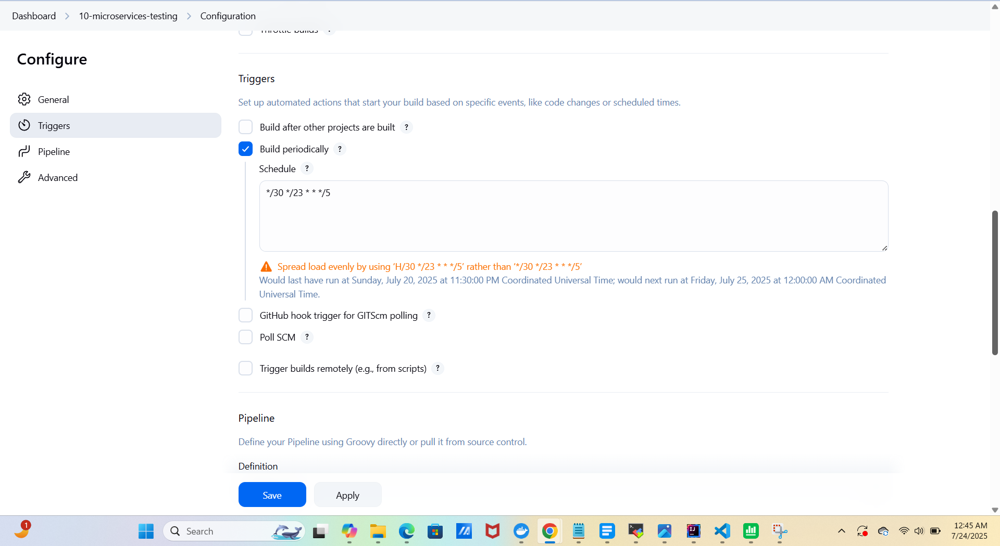 Dashboard > 10-microservices-testing > Configuration
Throttle builds ?
Configure
General
Triggers
Pipeline
Advanced
Triggers
Set up automated actions that start your build based on specific events, like code changes or scheduled times.
Build after other projects are built ?
Build periodically ?
Schedule ?
*/30 */23 * * */5
Spread load evenly by using ‘H/30 */23 * * */5’ rather than ‘*/30 */23 * * */5’
Would last have run at Sunday, July 20, 2025 at 11:30:00 PM Coordinated Universal Time; would next run at Friday, July 25, 2025 at 12:00:00 AM Coordinated
Universal Time.
GitHub hook trigger for GITScm polling ?
Poll SCM ?
Trigger builds remotely (e.g., from scripts) ?
Pipeline
Define your Pipeline using Groovy directly or pull it from source control.
Definition
Save
Apply
1
Search
IJ
12:45 AM
7/24/2025